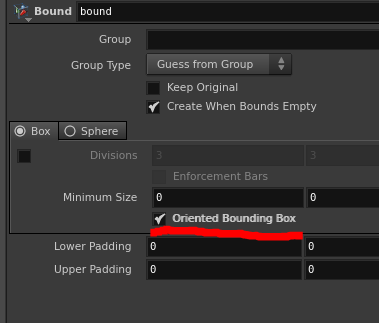 Bound bound
Group
Group Type Guess from Group
Keep Original
Create When Bounds Empty
Box Sphere
Divisions 3 3
Enforcement Bars
Minimum Size 0 0
Oriented Bounding Box
Lower Padding 0 0
Upper Padding 0 0